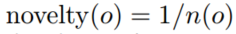 novelty(o) = 1/n(o)